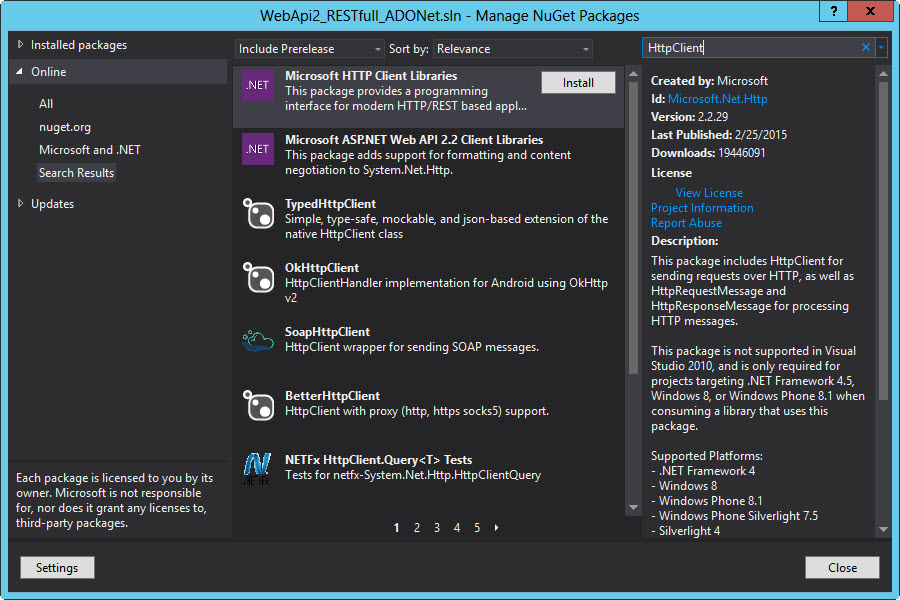 WebApi2_RESTfull_ADONet.sln - Manage NuGet Packages
?
x
Installed packages
Online
All
nuget.org
Microsoft and .NET
Search Results
Updates
Each package is licensed to you by its
owner. Microsoft is not responsible
for, nor does it grant any licenses to,
third-party packages.
Include Prerelease
Sort by: Relevance
.NET
Microsoft HTTP Client Libraries
This package provides a programming
interface for modern HTTP/REST based appl...
Install
.NET
Microsoft ASP.NET Web API 2.2 Client Libraries
This package adds support for formatting and content
negotiation to System.Net.Http.
TypedHttpClient
Simple, type-safe, mockable, and json-based extension of the
native HttpClient class
OkHttpClient
HttpClientHandler implementation for Android using OkHttp
v2
SoapHttpClient
HttpClient wrapper for sending SOAP messages.
BetterHttpClient
HttpClient with proxy (http, https socks5) support.
NETFx HttpClient.Query<T> Tests
Tests for netfx-System.Net.Http.HttpClientQuery
1 2 3 4 5
HttpClient
Created by: Microsoft
Id: Microsoft.Net.Http
Version: 2.2.29
Last Published: 2/25/2015
Downloads: 19446091
License
View License
Project Information
Report Abuse
Description:
This package includes HttpClient for
sending requests over HTTP, as well as
HttpRequestMessage and
HttpResponseMessage for processing
HTTP messages.
This package is not supported in Visual
Studio 2010, and is only required for
projects targeting .NET Framework 4.5,
Windows 8, or Windows Phone 8.1 when
consuming a library that uses this
package.
Supported Platforms:
- .NET Framework 4
- Windows 8
- Windows Phone 8.1
- Windows Phone Silverlight 7.5
- Silverlight 4
Settings
Close